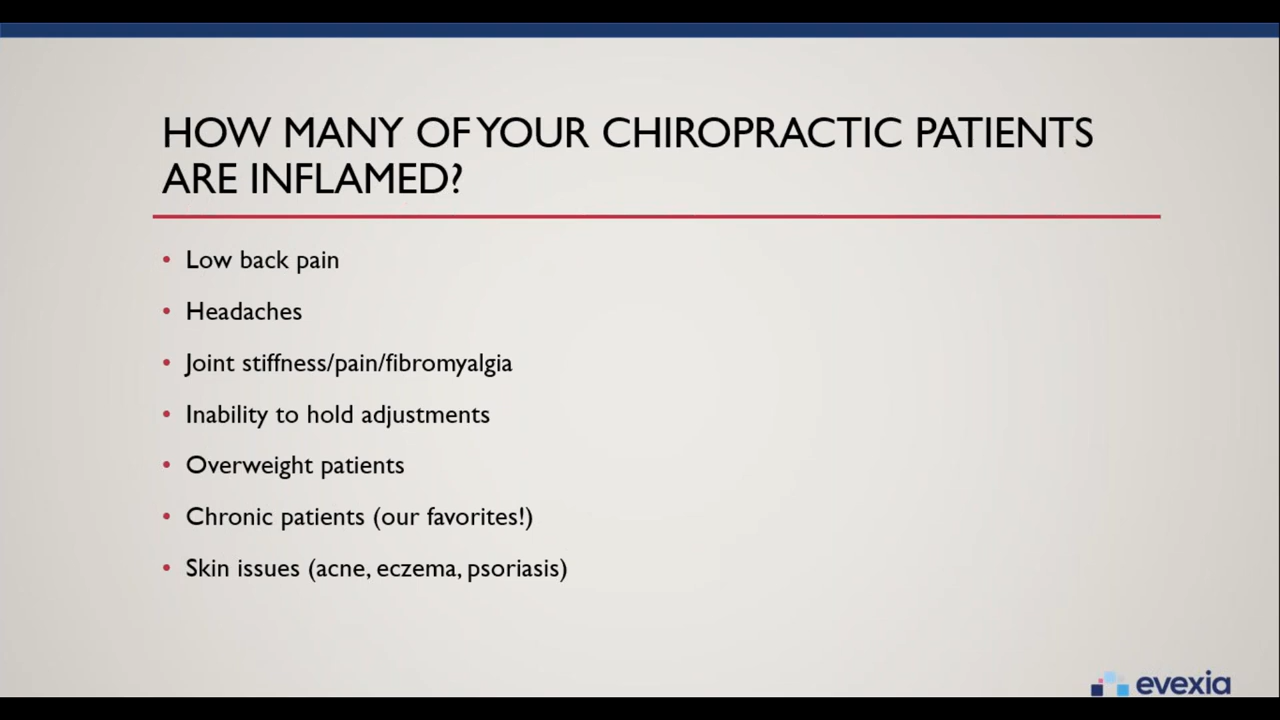 HOW MANY OF YOUR CHIROPRACTIC PATIENTS
ARE INFLAMED?
• Low back pain
• Headaches
• Joint stiffness/pain/fibromyalgia
• Inability to hold adjustments
• Overweight patients
• Chronic patients (our favorites!)
• Skin issues (acne, eczema, psoriasis)
evexia